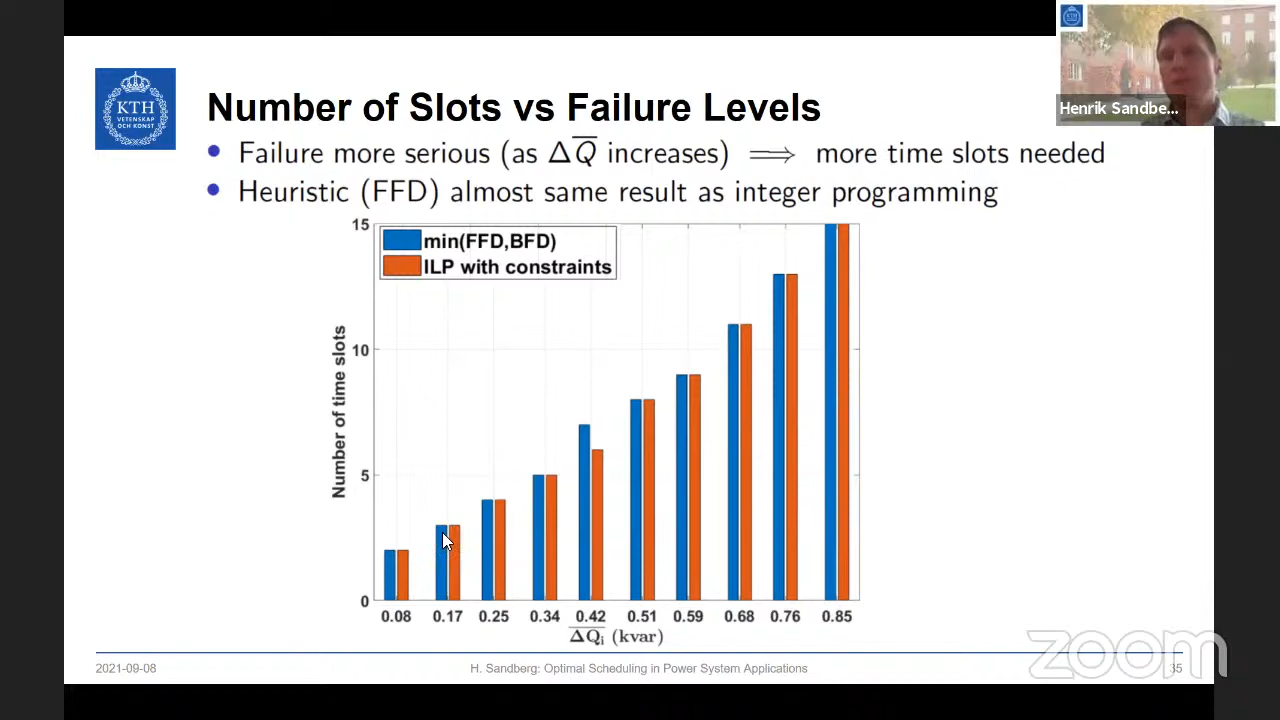 KTH
VETENSKAP
OCH KONST
Number of Slots vs Failure Levels
KTH
Henrik Sandbe...
Failure more serious (as Δ\overline{Q} increases) ⟹ more time slots needed
Heuristic (FFD) almost same result as integer programming
min(FFD,BFD)
ILP with constraints
Number of time slots
15
10
5
0
0.08 0.17 0.25 0.34 0.42 0.51 0.59 0.68 0.76 0.85
\overline{ΔQ_i} (kvar)
2021-09-08
H. Sandberg: Optimal Scheduling in Power System Applications
35
zoom